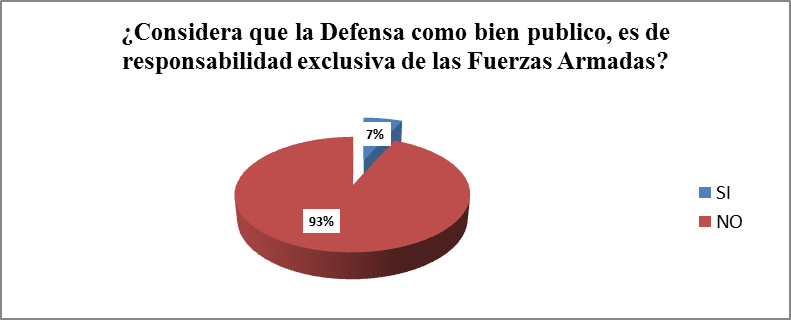 ¿Considera que la Defensa como bien publico, es de
responsabilidad exclusiva de las Fuerzas Armadas?
7%
93%
SI
NO